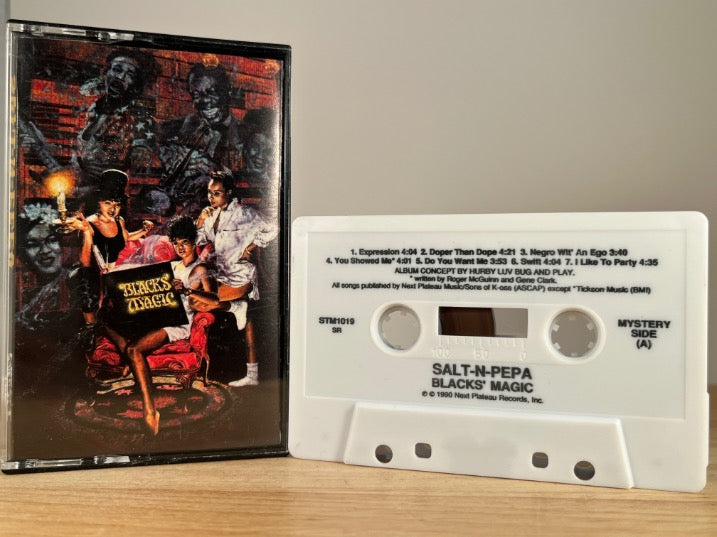 BLACKS'
MAGIC
1. Expression 4:04 2. Doper Than Dope 4:21 3. Negro Wit' An Ego 3:40
4. You Showed Me* 4:01 5. Do You Want Me 3:53 6. Swift 4:04 7. I Like To Party 4:35
ALBUM CONCEPT BY HURBY LUV BUG AND PLAY.
* written by Roger McGuinn and Gene Clark.
All songs published by Next Plateau Music/Sons of K-oss (ASCAP) except *Tickson Music (BMI)
STM1019
SR
MYSTERY
SIDE
(A)
100 50 0
SALT-N-PEPA
BLACKS' MAGIC
℗ © 1990 Next Plateau Records, Inc.